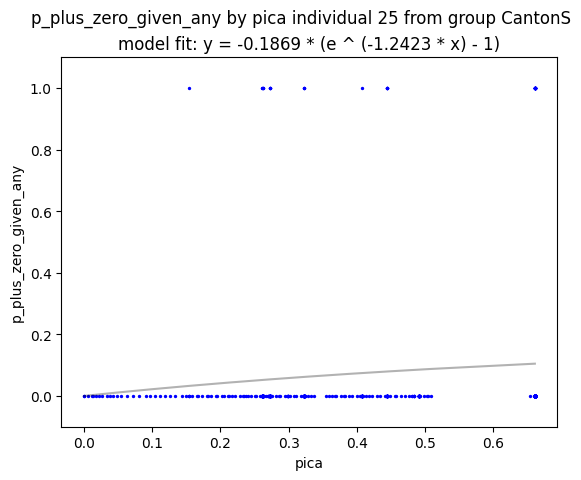 p_plus_zero_given_any by pica individual 25 from group CantonS
model fit: y = -0.1869 * (e ^ (-1.2423 * x) - 1)
1.0
0.8
0.6
0.4
0.2
0.0
p_plus_zero_given_any
0.0 0.1 0.2 0.3 0.4 0.5 0.6
pica